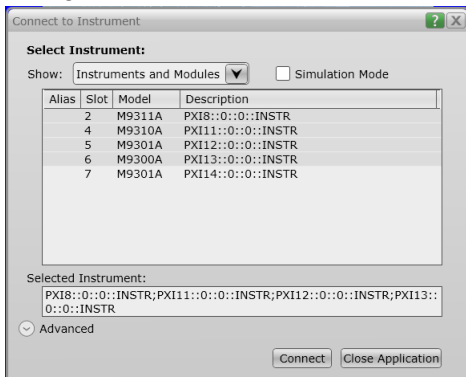 Connect to Instrument
Select Instrument:
Show: Instruments and Modules Simulation Mode
Alias Slot Model Description
2 M9311A PXI8::0::0::INSTR
4 M9310A PXI11::0::0::INSTR
5 M9301A PXI12::0::0::INSTR
6 M9300A PXI13::0::0::INSTR
7 M9301A PXI14::0::0::INSTR
Selected Instrument:
PXI8::0::0::INSTR;PXI11::0::0::INSTR;PXI12::0::0::INSTR;PXI13::
0::0::INSTR
Advanced
Connect Close Application